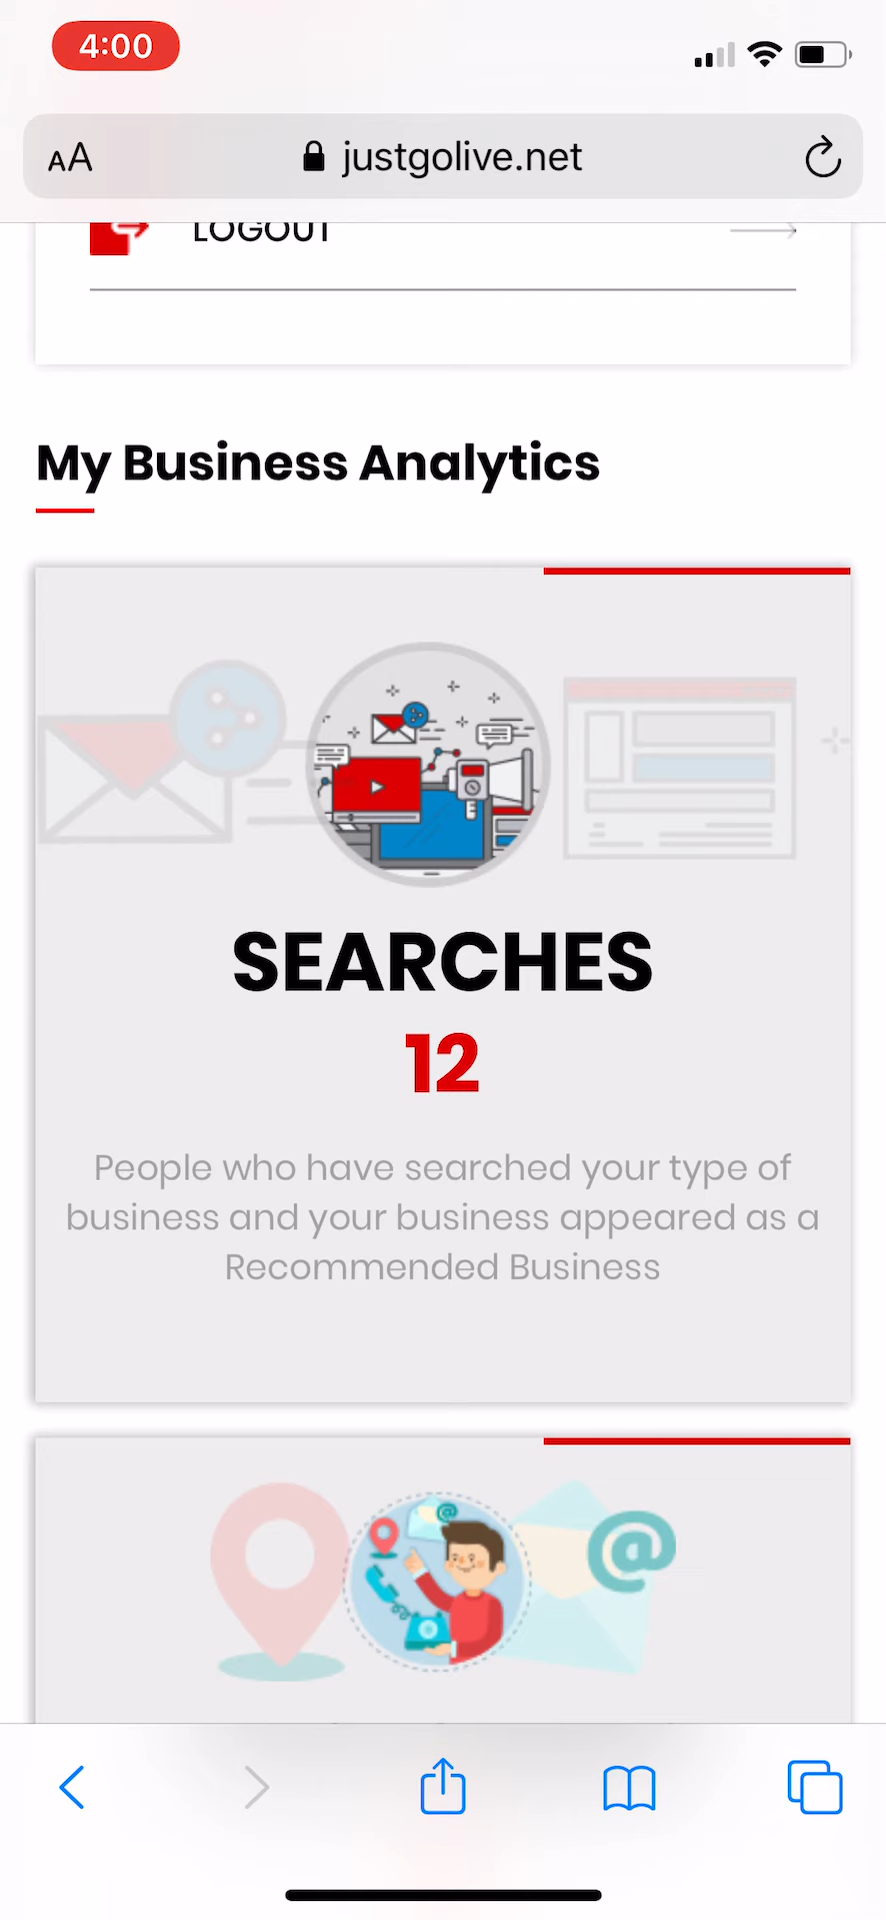 4:00
AA justgolive.net
LOGOUT
My Business Analytics
SEARCHES
12
People who have searched your type of
business and your business appeared as a
Recommended Business
@
@